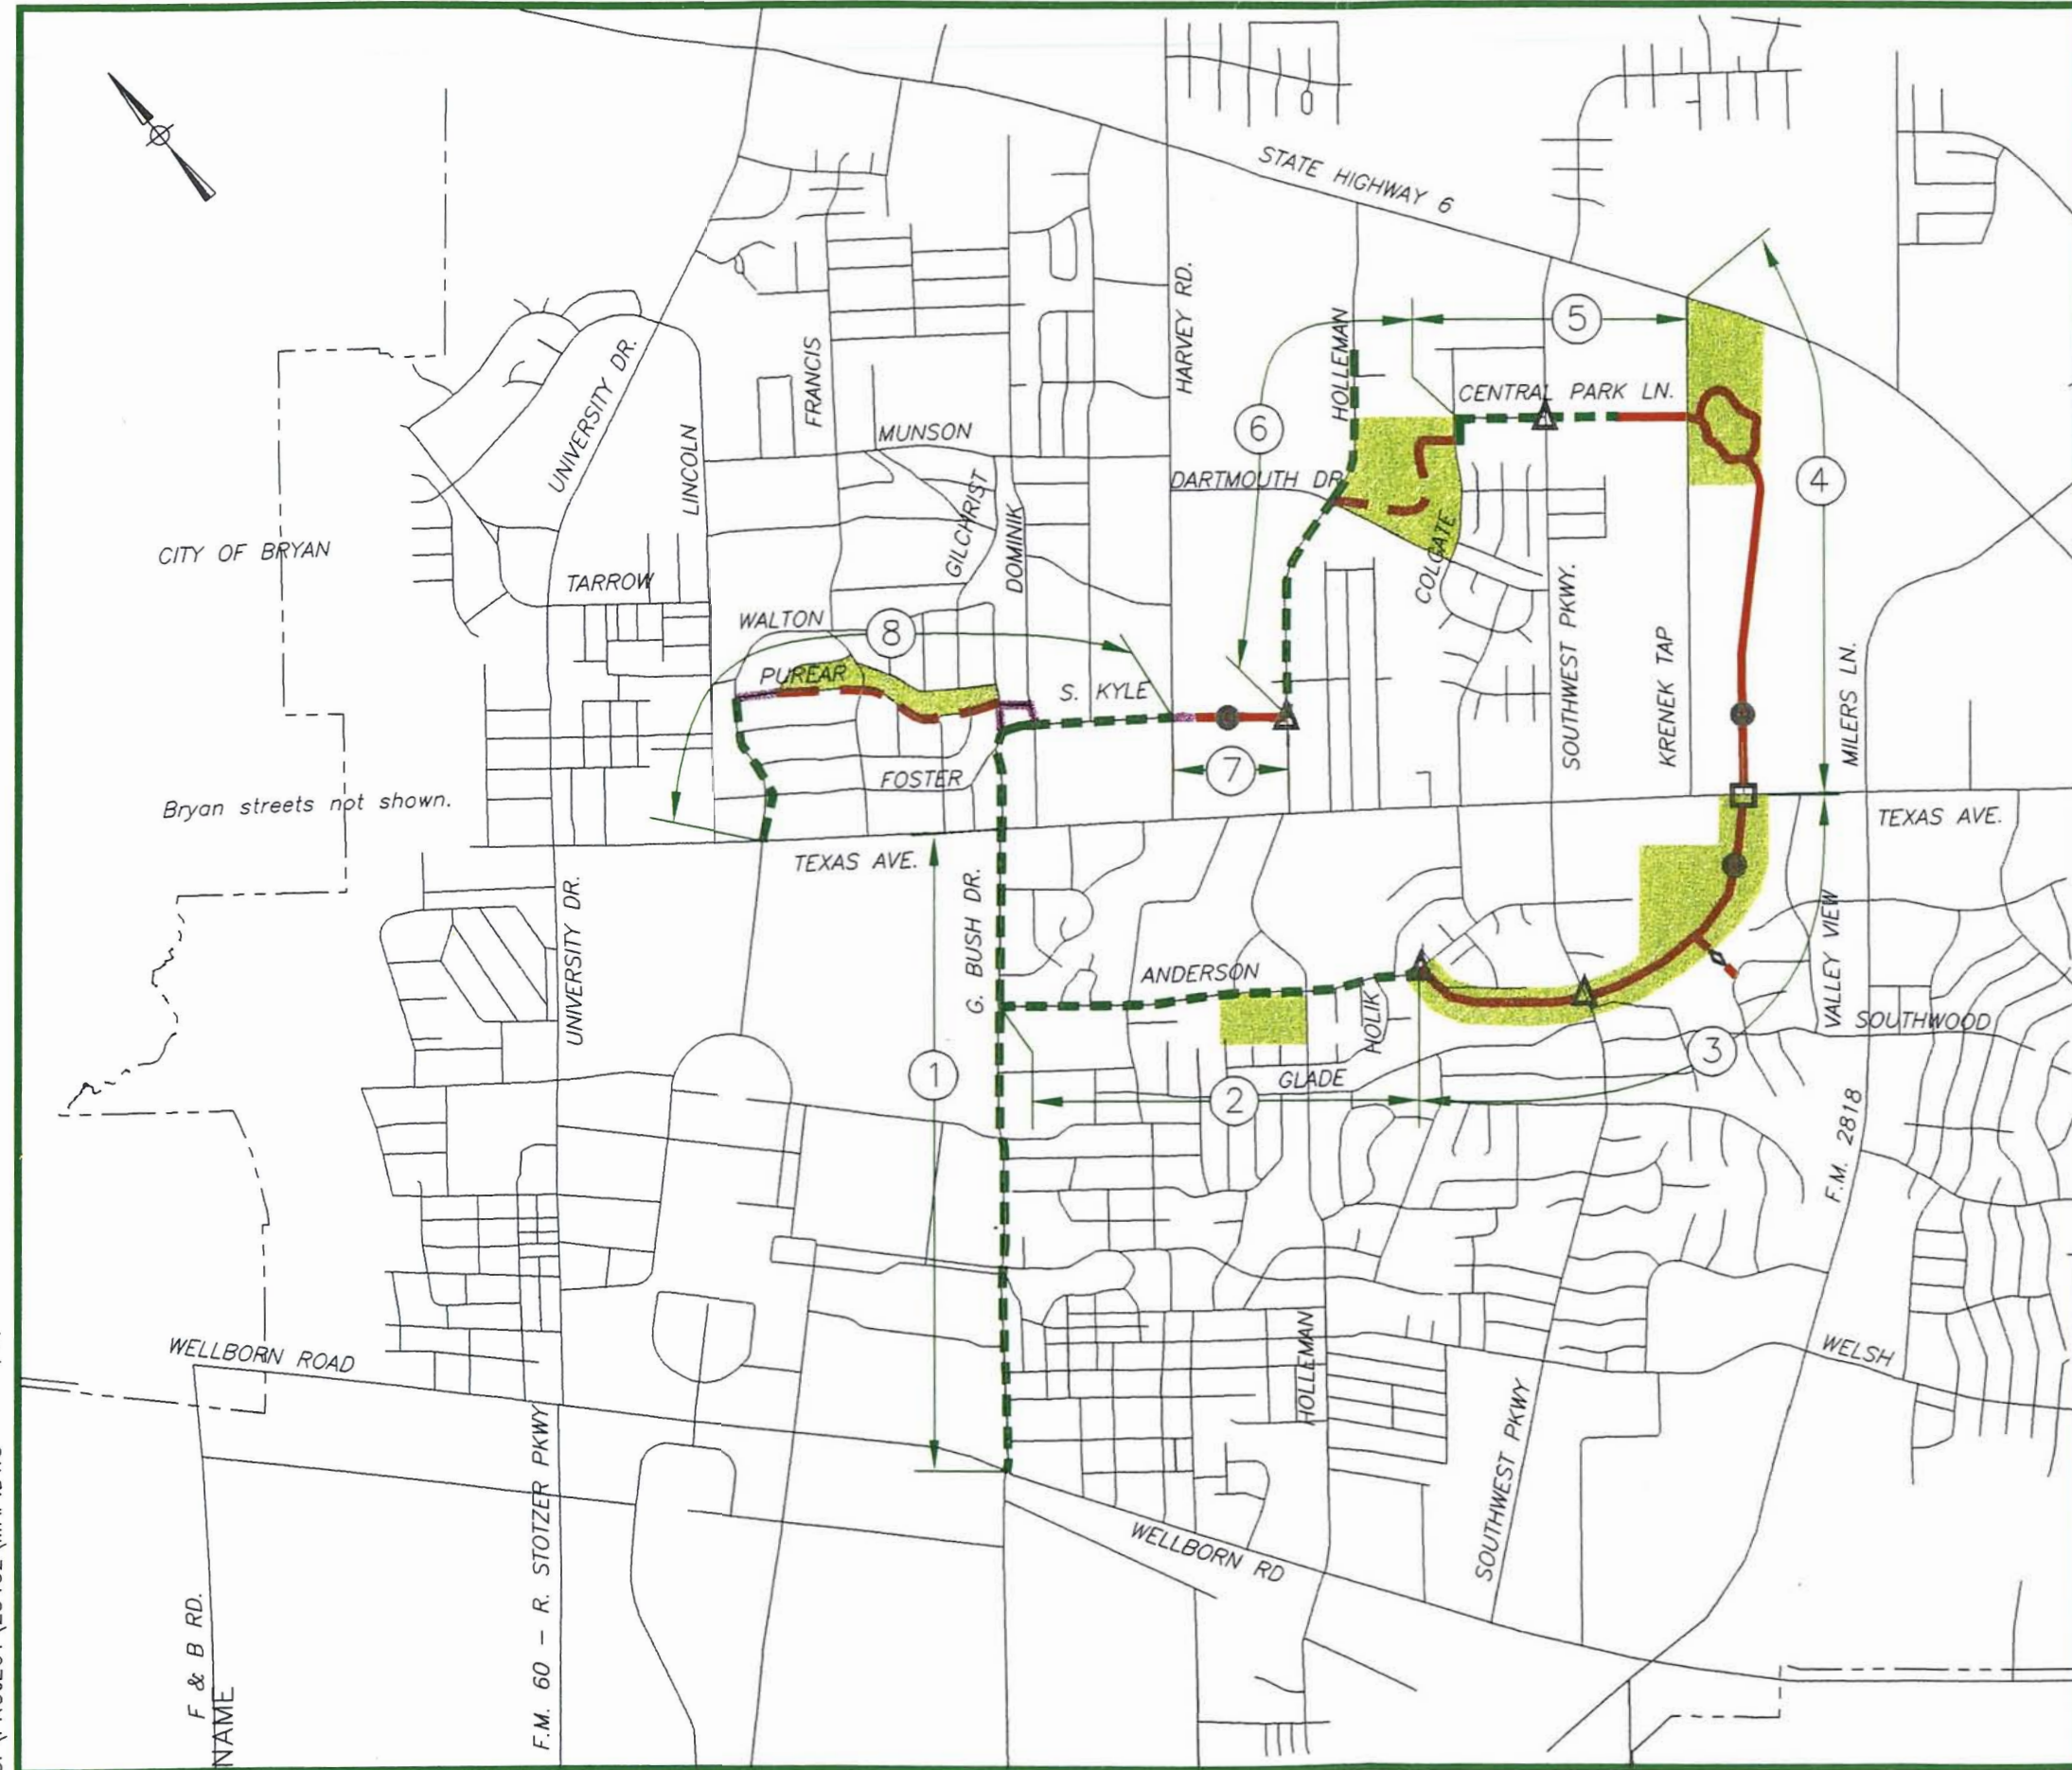 STATE HIGHWAY 6
HARVEY RD.
HOLLEMAN
5
CENTRAL PARK LN.
UNIVERSITY DR.
FRANCIS
LINCOLN
MUNSON
6
DARTMOUTH DR.
4
GILCHRIST
DOMINIK
COLGATE
CITY OF BRYAN
TARROW
WALTON
8
PUREAR
S. KYLE
SOUTHWEST PKWY.
KRENEK TAP
MILERS LN.
FOSTER
7
Bryan streets not shown.
TEXAS AVE.
TEXAS AVE.
UNIVERSITY DR.
G. BUSH DR.
ANDERSON
HOLIK
VALLEY VIEW
SOUTHWOOD
1
GLADE
2
3
F.M. 2818
WELLBORN ROAD
HOLLEMAN
WELSH
SOUTHWEST PKWY
WELLBORN RD
F & B RD.
F.M. 60 - R. STOTZER PKWY
NAME